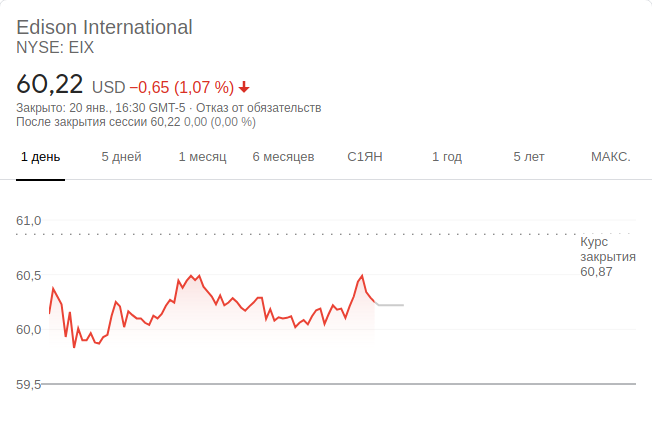 Edison International
NYSE: EIX
60,22 USD −0,65 (1,07 %)
Закрыто: 20 янв., 16:30 GMT-5 · Отказ от обязательств
После закрытия сессии 60,22 0,00 (0,00 %)
1 день 5 дней 1 месяц 6 месяцев С1ЯН 1 год 5 лет МАКС.
61,0
Курс
закрытия
60,87
60,5
60,0
59,5